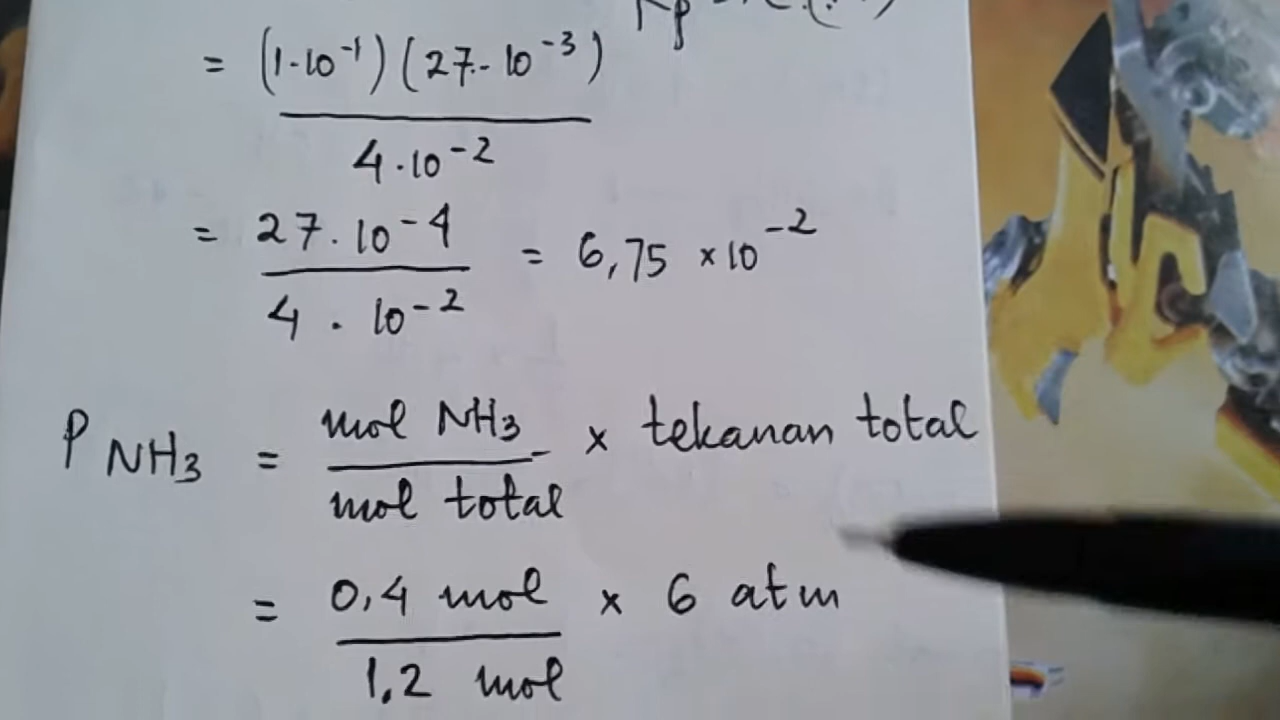 = (1·10⁻¹)(27·10⁻³)
4·10⁻²
= 27·10⁻⁴ = 6,75 ×10⁻²
4 · 10⁻²
P NH₃ = mol NH₃ × tekanan total
mol total
= 0,4 mol × 6 atm
1,2 mol